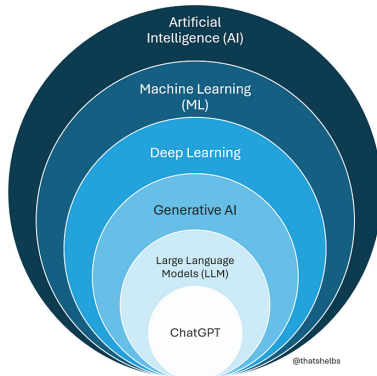 Artificial
Intelligence (AI)
Machine Learning
(ML)
Deep Learning
Generative AI
Large Language
Models (LLM)
ChatGPT
@thatshelbs